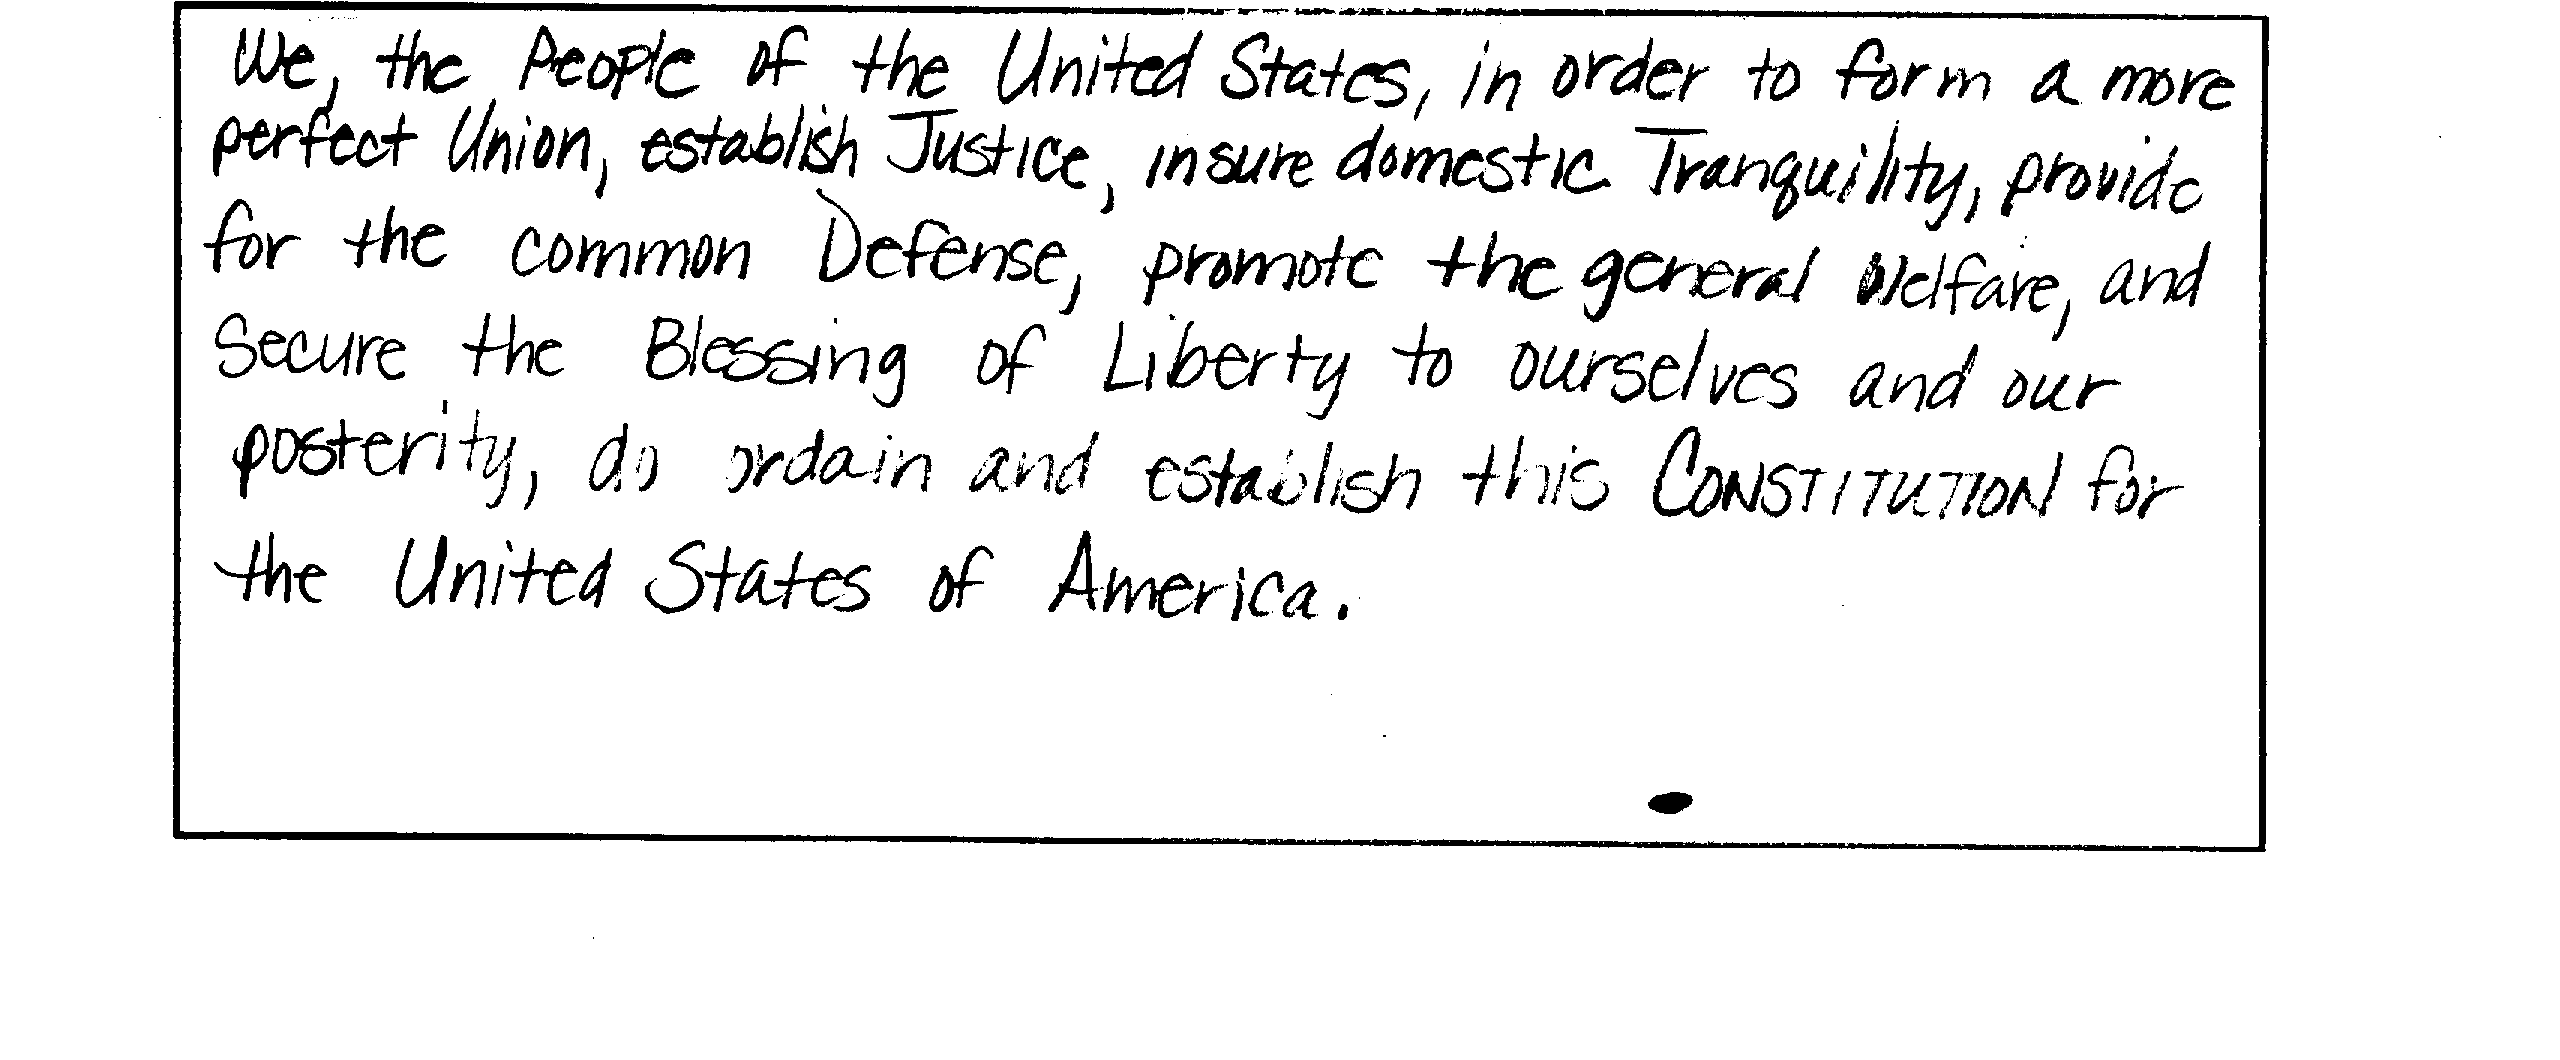 We, the People of the United States, in order to form a more
perfect Union, establish Justice, insure domestic Tranquility, provide
for the common Defense, promote the general Welfare, and
Secure the Blessing of Liberty to ourselves and our
posterity, do ordain and establish this CONSTITUTION for
the United States of America.